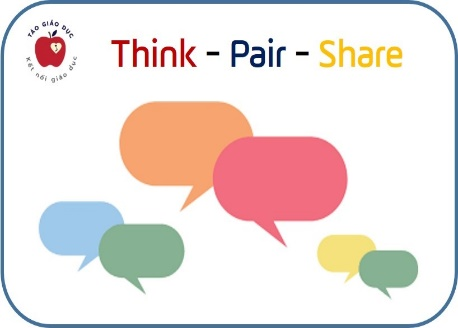 TÁO GIÁO DỤC
Kết nối giáo dục
Think - Pair - Share